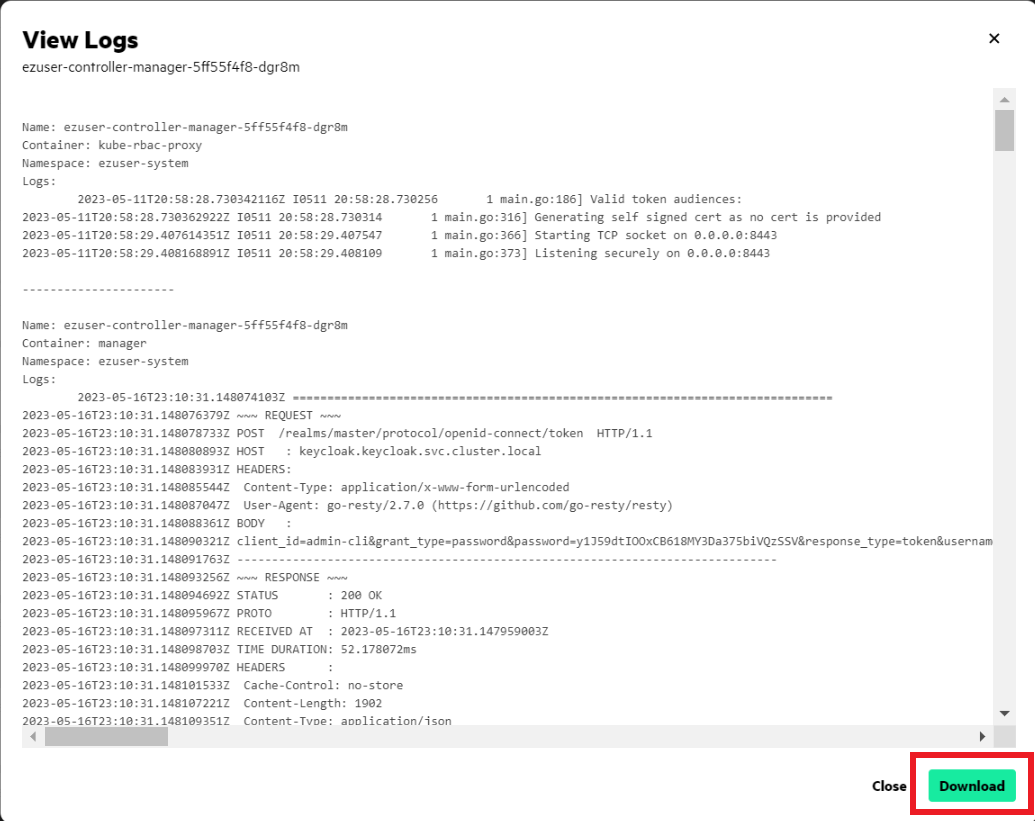 View Logs
ezuser-controller-manager-5ff55f4f8-dgr8m
Name: ezuser-controller-manager-5ff55f4f8-dgr8m
Container: kube-rbac-proxy
Namespace: ezuser-system
Logs:
2023-05-11T20:58:28.730342116Z I0511 20:58:28.730256 1 main.go:186] Valid token audiences:
2023-05-11T20:58:28.730362922Z I0511 20:58:28.730314 1 main.go:316] Generating self signed cert as no cert is provided
2023-05-11T20:58:29.407614351Z I0511 20:58:29.407547 1 main.go:366] Starting TCP socket on 0.0.0.0:8443
2023-05-11T20:58:29.408168891Z I0511 20:58:29.408109 1 main.go:373] Listening securely on 0.0.0.0:8443
----------------------
Name: ezuser-controller-manager-5ff55f4f8-dgr8m
Container: manager
Namespace: ezuser-system
Logs:
2023-05-16T23:10:31.148074103Z ==============================================================================
2023-05-16T23:10:31.148076379Z ~~~ REQUEST ~~~
2023-05-16T23:10:31.148078733Z POST /realms/master/protocol/openid-connect/token HTTP/1.1
2023-05-16T23:10:31.148080893Z HOST : keycloak.keycloak.svc.cluster.local
2023-05-16T23:10:31.148083931Z HEADERS:
2023-05-16T23:10:31.148085544Z Content-Type: application/x-www-form-urlencoded
2023-05-16T23:10:31.148087047Z User-Agent: go-resty/2.7.0 (https://github.com/go-resty/resty)
2023-05-16T23:10:31.148088361Z BODY :
2023-05-16T23:10:31.148090321Z client_id=admin-cli&grant_type=password&password=y1J59dtIOOxCB618MY3Da375biVQzSSV&response_type=token&usernam
2023-05-16T23:10:31.148091763Z ------------------------------------------------------------------------------
2023-05-16T23:10:31.148093256Z ~~~ RESPONSE ~~~
2023-05-16T23:10:31.148094692Z STATUS : 200 OK
2023-05-16T23:10:31.148095967Z PROTO : HTTP/1.1
2023-05-16T23:10:31.148097311Z RECEIVED AT : 2023-05-16T23:10:31.147959003Z
2023-05-16T23:10:31.148098703Z TIME DURATION: 52.178072ms
2023-05-16T23:10:31.148099970Z HEADERS :
2023-05-16T23:10:31.148101533Z Cache-Control: no-store
2023-05-16T23:10:31.148107221Z Content-Length: 1902
2023-05-16T23:10:31.148109351Z Content-Type: application/json
Close
Download